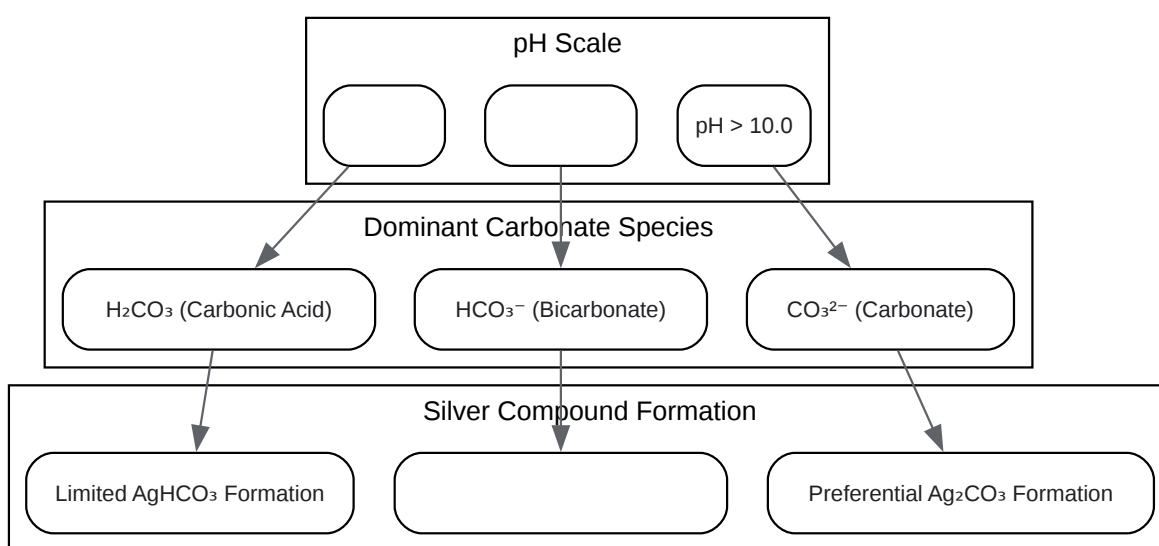 pH Scale
pH > 10.0
Dominant Carbonate Species
H₂CO₃ (Carbonic Acid)
HCO₃⁻ (Bicarbonate)
CO₃²⁻ (Carbonate)
Silver Compound Formation
Limited AgHCO₃ Formation
Preferential Ag₂CO₃ Formation